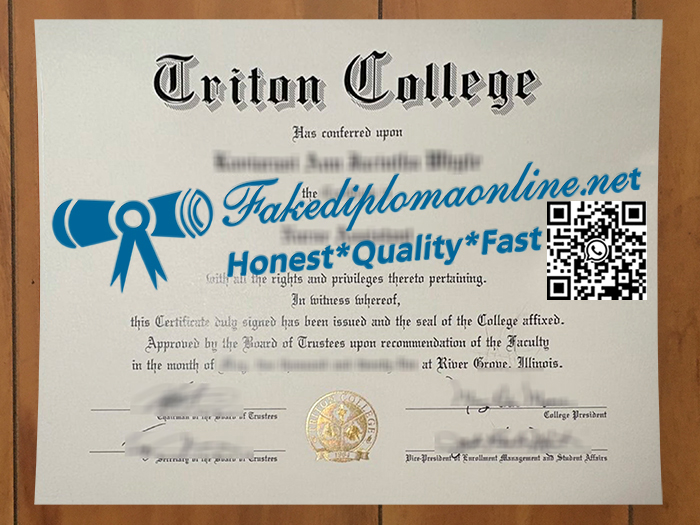 Triton College
Has conferred upon
the
Fakediplomaonline.net
Honest*Quality*Fast
with all the rights and privileges thereto pertaining.
In witness whereof,
this Certificate duly signed has been issued and the seal of the College affixed.
Approved by the Board of Trustees upon recommendation of the Faculty
in the month of at River Grove, Illinois.
Chairman of the Board of Trustees
College President
TRITON COLLEGE
1964
Secretary of the Board of Trustees
Vice-President of Enrollment Management and Student Affairs